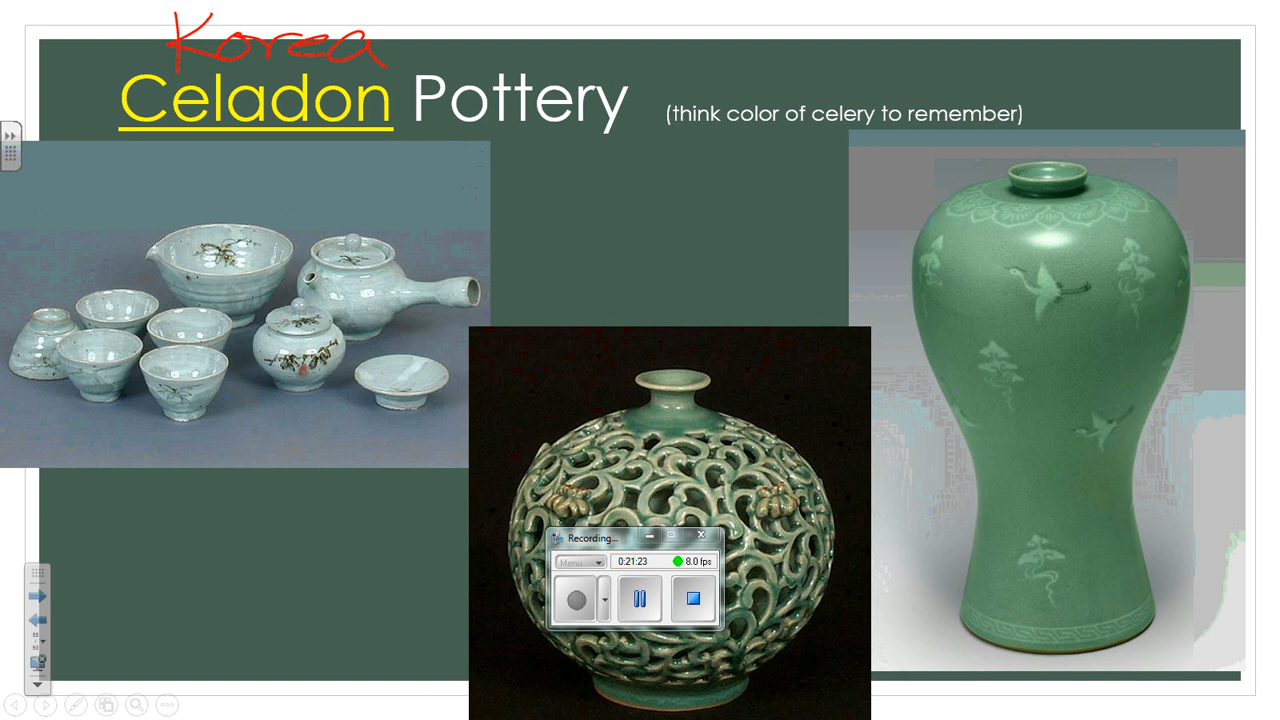 Korea
Celadon Pottery (think color of celery to remember)
Recording...
Menu
0:21:23
8.0 fps